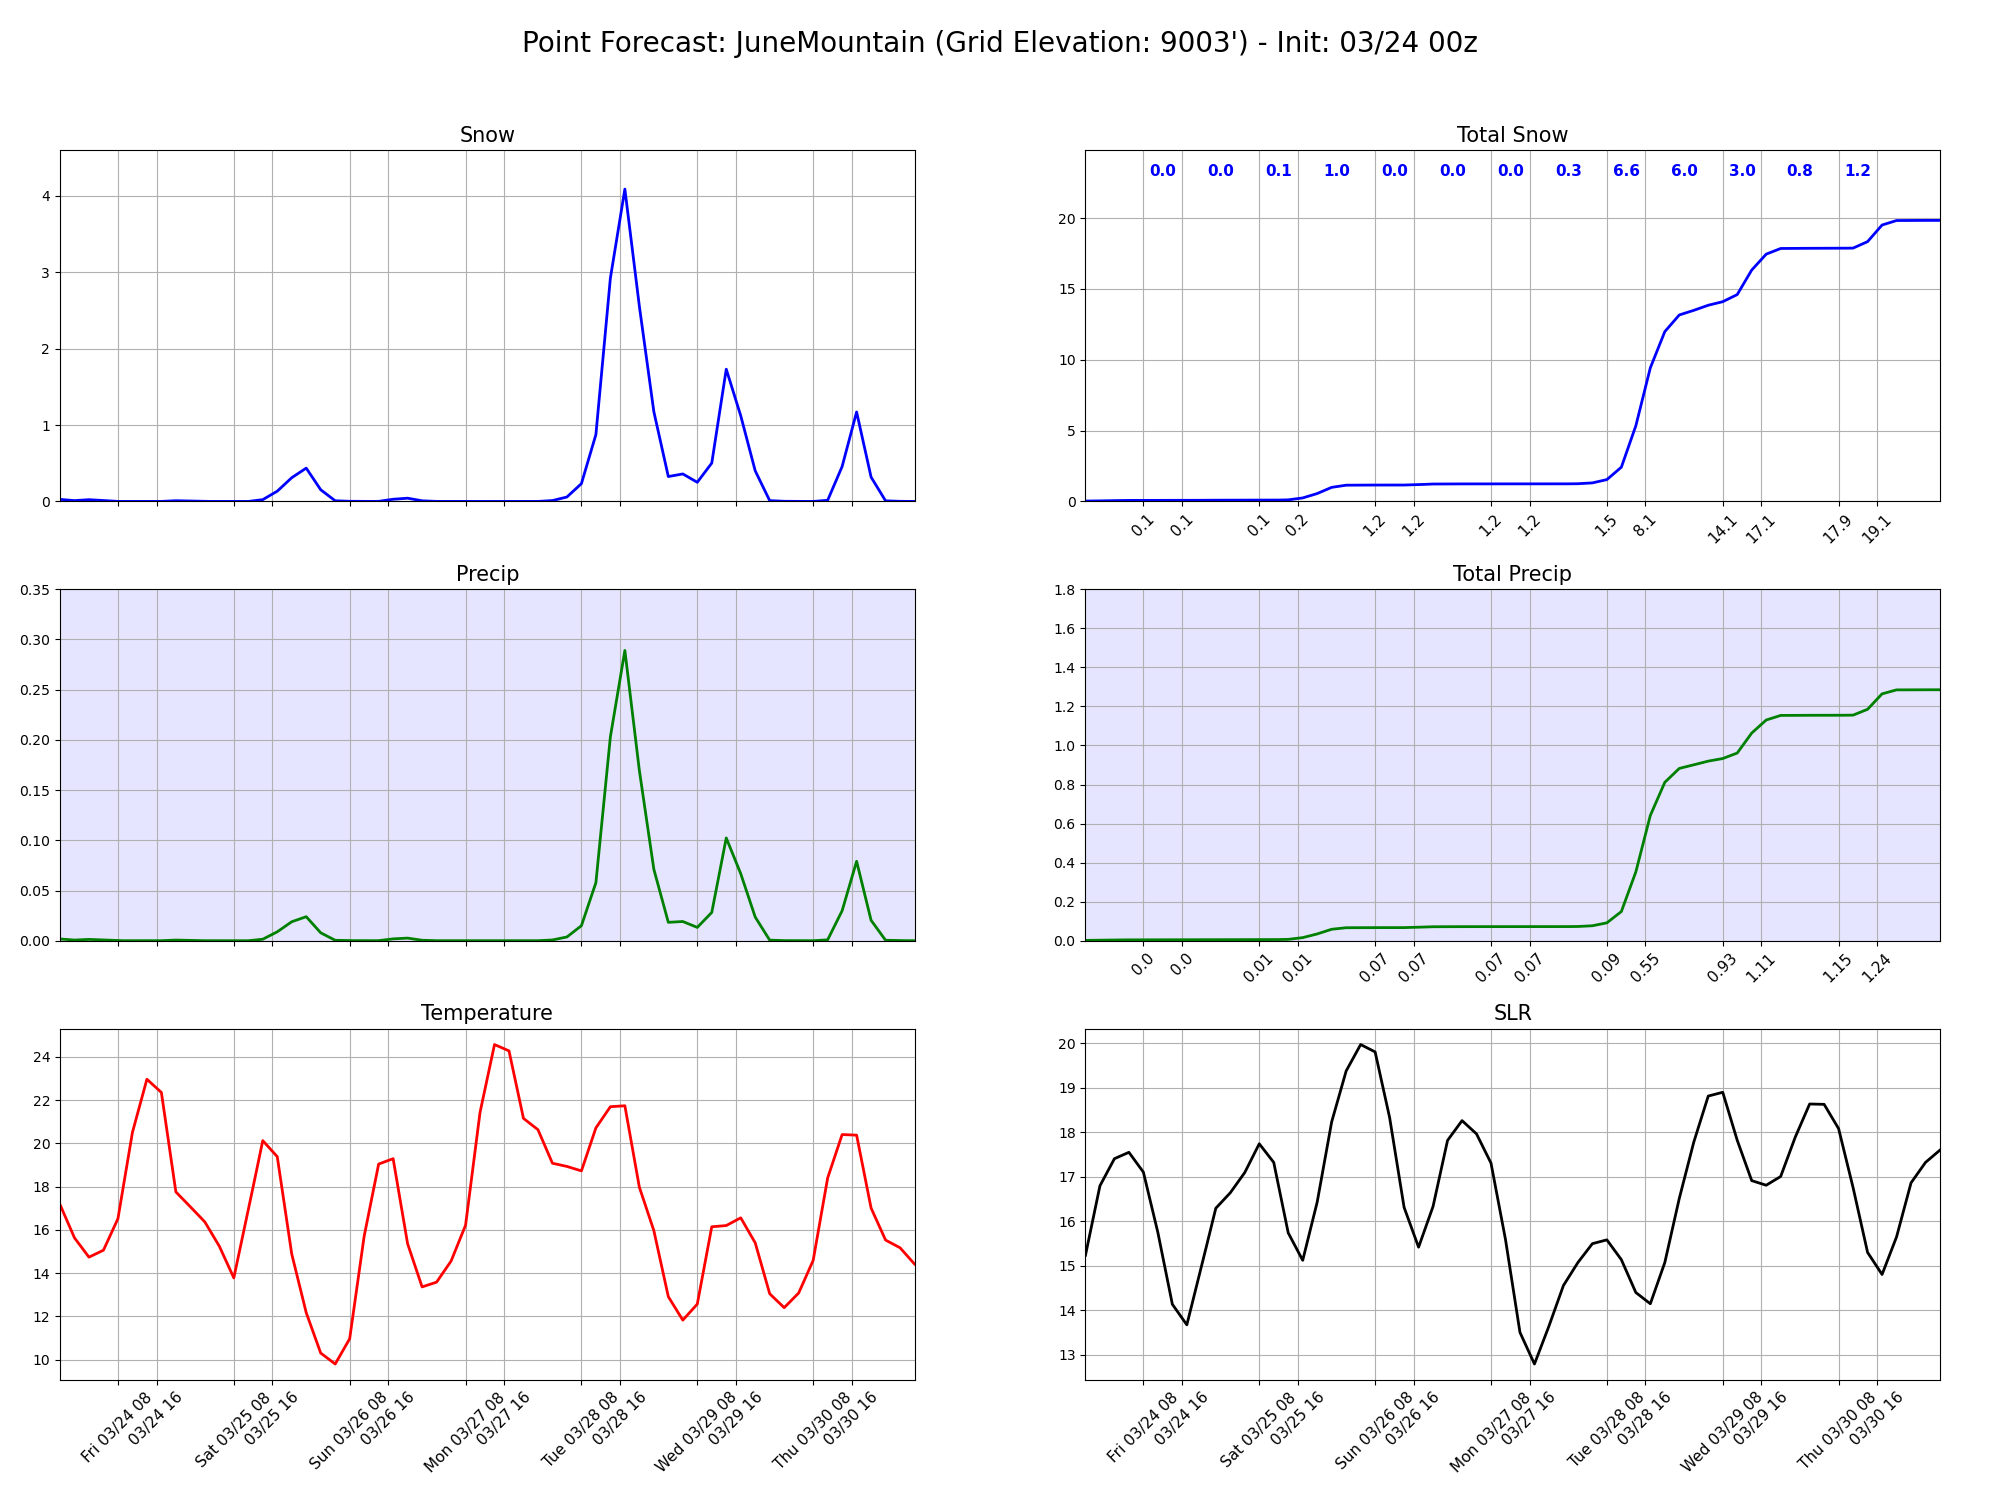 Point Forecast: JuneMountain (Grid Elevation: 9003') - Init: 03/24 00z
Snow
4
3
2
1
0
Total Snow
0.0 0.0 0.1 1.0 0.0 0.0 0.0 0.3 6.6 6.0 3.0 0.8 1.2
20
15
10
5
0
0.1 0.1 0.1 0.2 1.2 1.2 1.2 1.2 1.5 8.1 14.1 17.1 17.9 19.1
Precip
0.35
0.30
0.25
0.20
0.15
0.10
0.05
0.00
Total Precip
1.8
1.6
1.4
1.2
1.0
0.8
0.6
0.4
0.2
0.0
0.0 0.0 0.01 0.01 0.07 0.07 0.07 0.07 0.09 0.55 0.93 1.11 1.15 1.24
Temperature
24
22
20
18
16
14
12
10
Fri 03/24 08
03/24 16
Sat 03/25 08
03/25 16
Sun 03/26 08
03/26 16
Mon 03/27 08
03/27 16
Tue 03/28 08
03/28 16
Wed 03/29 08
03/29 16
Thu 03/30 08
03/30 16
SLR
20
19
18
17
16
15
14
13
Fri 03/24 08
03/24 16
Sat 03/25 08
03/25 16
Sun 03/26 08
03/26 16
Mon 03/27 08
03/27 16
Tue 03/28 08
03/28 16
Wed 03/29 08
03/29 16
Thu 03/30 08
03/30 16